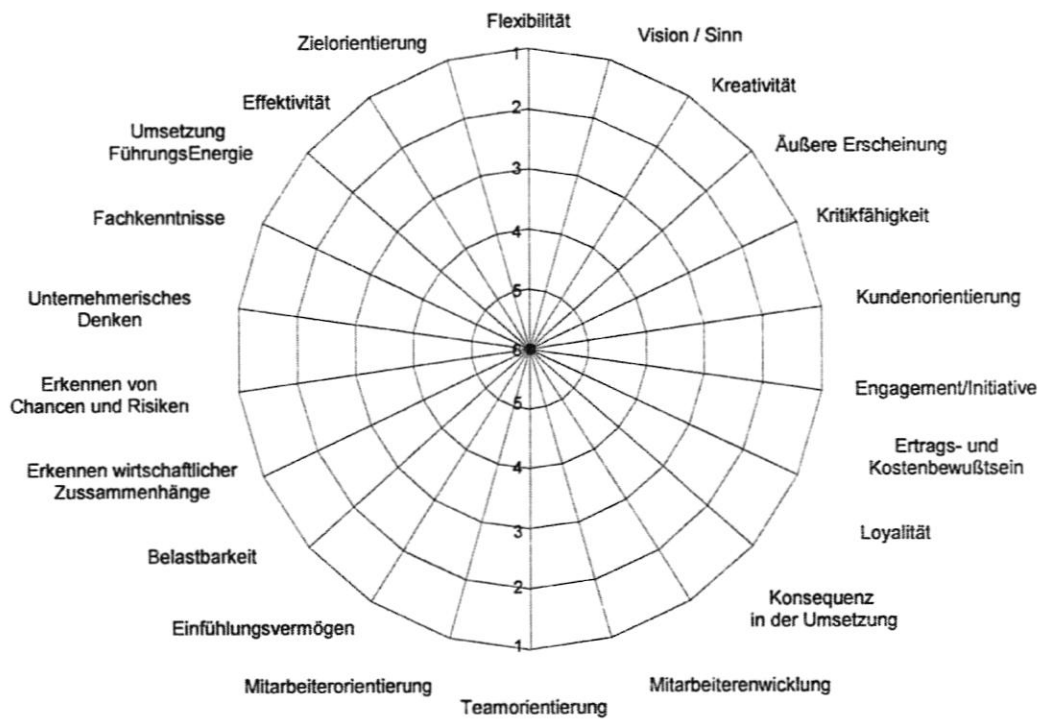 Flexibilität
Vision / Sinn
Kreativität
Äußere Erscheinung
Kritikfähigkeit
Kundenorientierung
Engagement/Initiative
Ertrags- und
Kostenbewußtsein
Loyalität
Konsequenz
in der Umsetzung
Mitarbeiterenwicklung
Teamorientierung
Mitarbeiterorientierung
Einfühlungsvermögen
Belastbarkeit
Erkennen wirtschaftlicher
Zussammenhänge
Erkennen von
Chancen und Risiken
Unternehmerisches
Denken
Fachkenntnisse
Umsetzung
FührungsEnergie
Effektivität
Zielorientierung
1
2
3
4
5
6
5
4
3
2
1